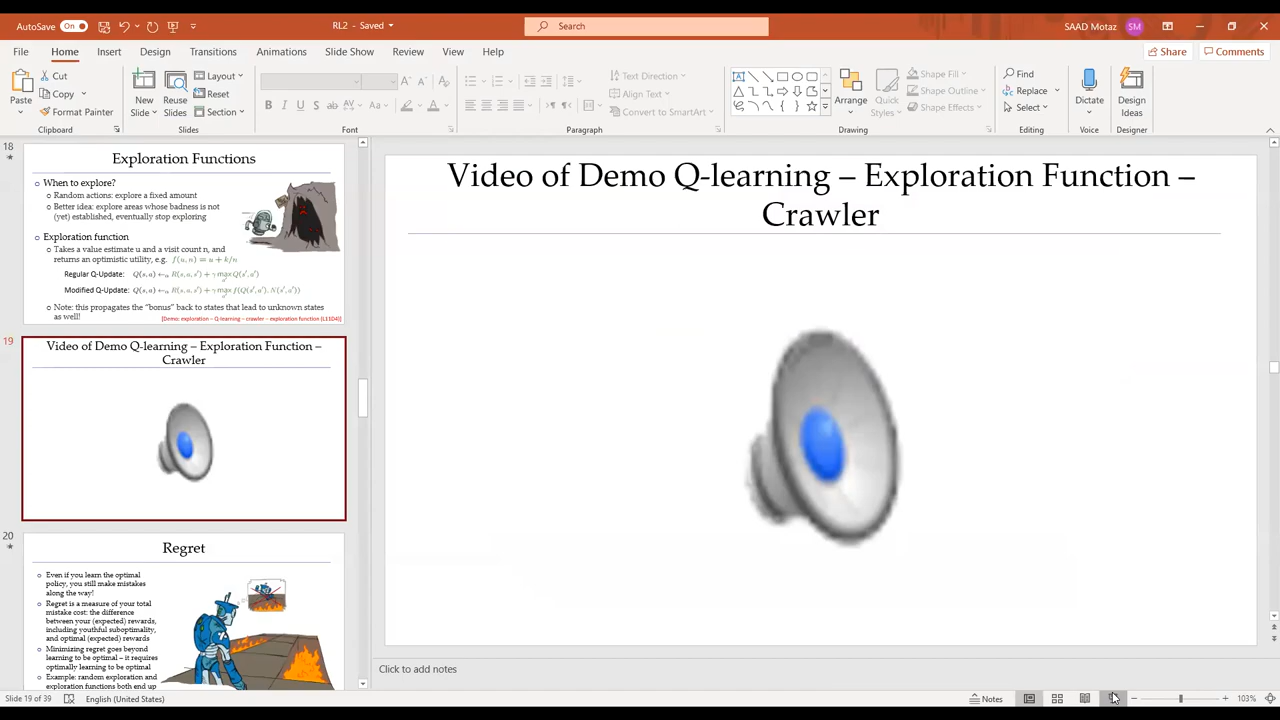 AutoSave
On
RL2 - Saved
Search
SAAD Motaz
SM
File
Home
Insert
Design
Transitions
Animations
Slide Show
Review
View
Help
Share
Comments
Paste
Cut
Copy
Format Painter
Clipboard
New
Slide
Reuse
Slides
Layout
Reset
Section
Slides
Font
Text Direction
Align Text
Convert to SmartArt
Paragraph
Arrange
Quick
Styles
Shape Fill
Shape Outline
Shape Effects
Drawing
Find
Replace
Select
Editing
Dictate
Voice
Design
Ideas
Designer
18
Exploration Functions
When to explore?
Random actions: explore a fixed amount
Better idea: explore areas whose badness is not
(yet) established, eventually stop exploring
Exploration function
Takes a value estimate u and a visit count n, and
returns an optimistic utility, e.g. f(u, n) = u + k/n
Regular Q-Update: Q(s, a) ←α R(s, a, s') + γ max Q(s', a')
a'
Modified Q-Update: Q(s, a) ←α R(s, a, s') + γ max f(Q(s', a'), N(s', a'))
a'
Note: this propagates the "bonus" back to states that lead to unknown states
as well!
[Demo: exploration – Q-learning – crawler – exploration function (L11D4)]
19
Video of Demo Q-learning – Exploration Function –
Crawler
20
Regret
Even if you learn the optimal
policy, you still make mistakes
along the way!
Regret is a measure of your total
mistake cost: the difference
between your (expected) rewards,
including youthful suboptimality,
and optimal (expected) rewards
Minimizing regret goes beyond
learning to be optimal – it requires
optimally learning to be optimal
Example: random exploration and
exploration functions both end up
Video of Demo Q-learning – Exploration Function –
Crawler
Click to add notes
Slide 19 of 39
English (United States)
Notes
103%